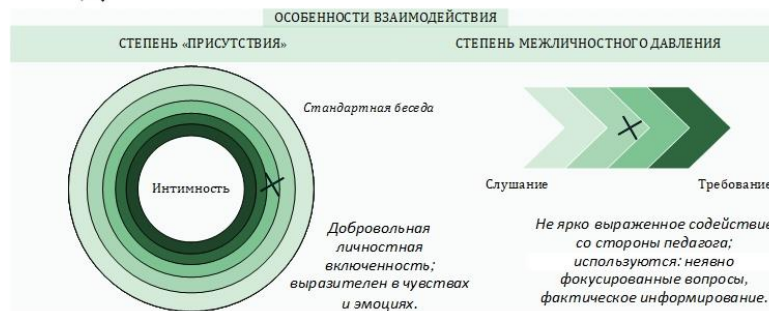 ОСОБЕННОСТИ ВЗАИМОДЕЙСТВИЯ
СТЕПЕНЬ «ПРИСУТСТВИЯ»
СТЕПЕНЬ МЕЖЛИЧНОСТНОГО ДАВЛЕНИЯ
Стандартная беседа
Интимность
Добровольная
личностная
включенность;
выразителен в чувствах
и эмоциях.
Слушание
Требование
Не ярко выраженное содействие
со стороны педагога;
используются: неявно
фокусированные вопросы,
фактическое информирование.